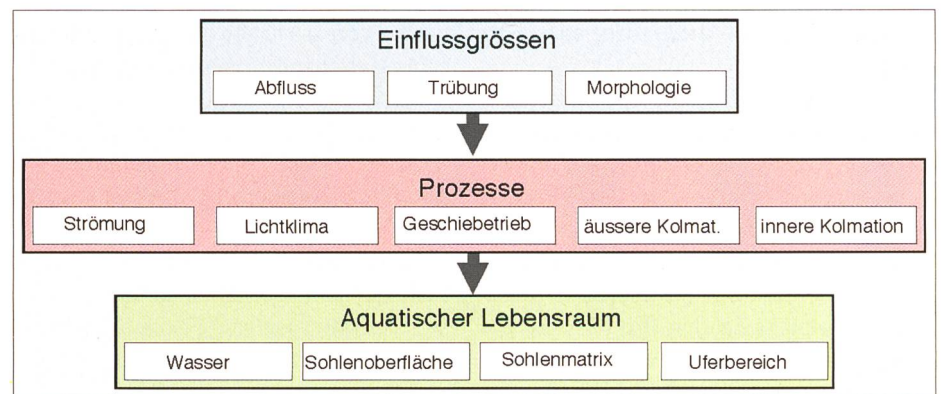 Einflussgrössen
Abfluss Trübung Morphologie
Prozesse
Strömung Lichtklima Geschiebetrieb äussere Kolmat. innere Kolmation
Aquatischer Lebensraum
Wasser Sohlenoberfläche Sohlenmatrix Uferbereich